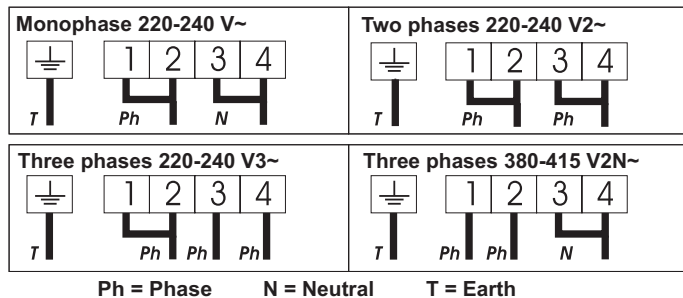 Monophase 220-240 V~
1 2 3 4
T Ph N
Two phases 220-240 V2~
1 2 3 4
T Ph Ph
Three phases 220-240 V3~
1 2 3 4
T Ph Ph Ph
Three phases 380-415 V2N~
1 2 3 4
T Ph Ph N
Ph = Phase N = Neutral T = Earth